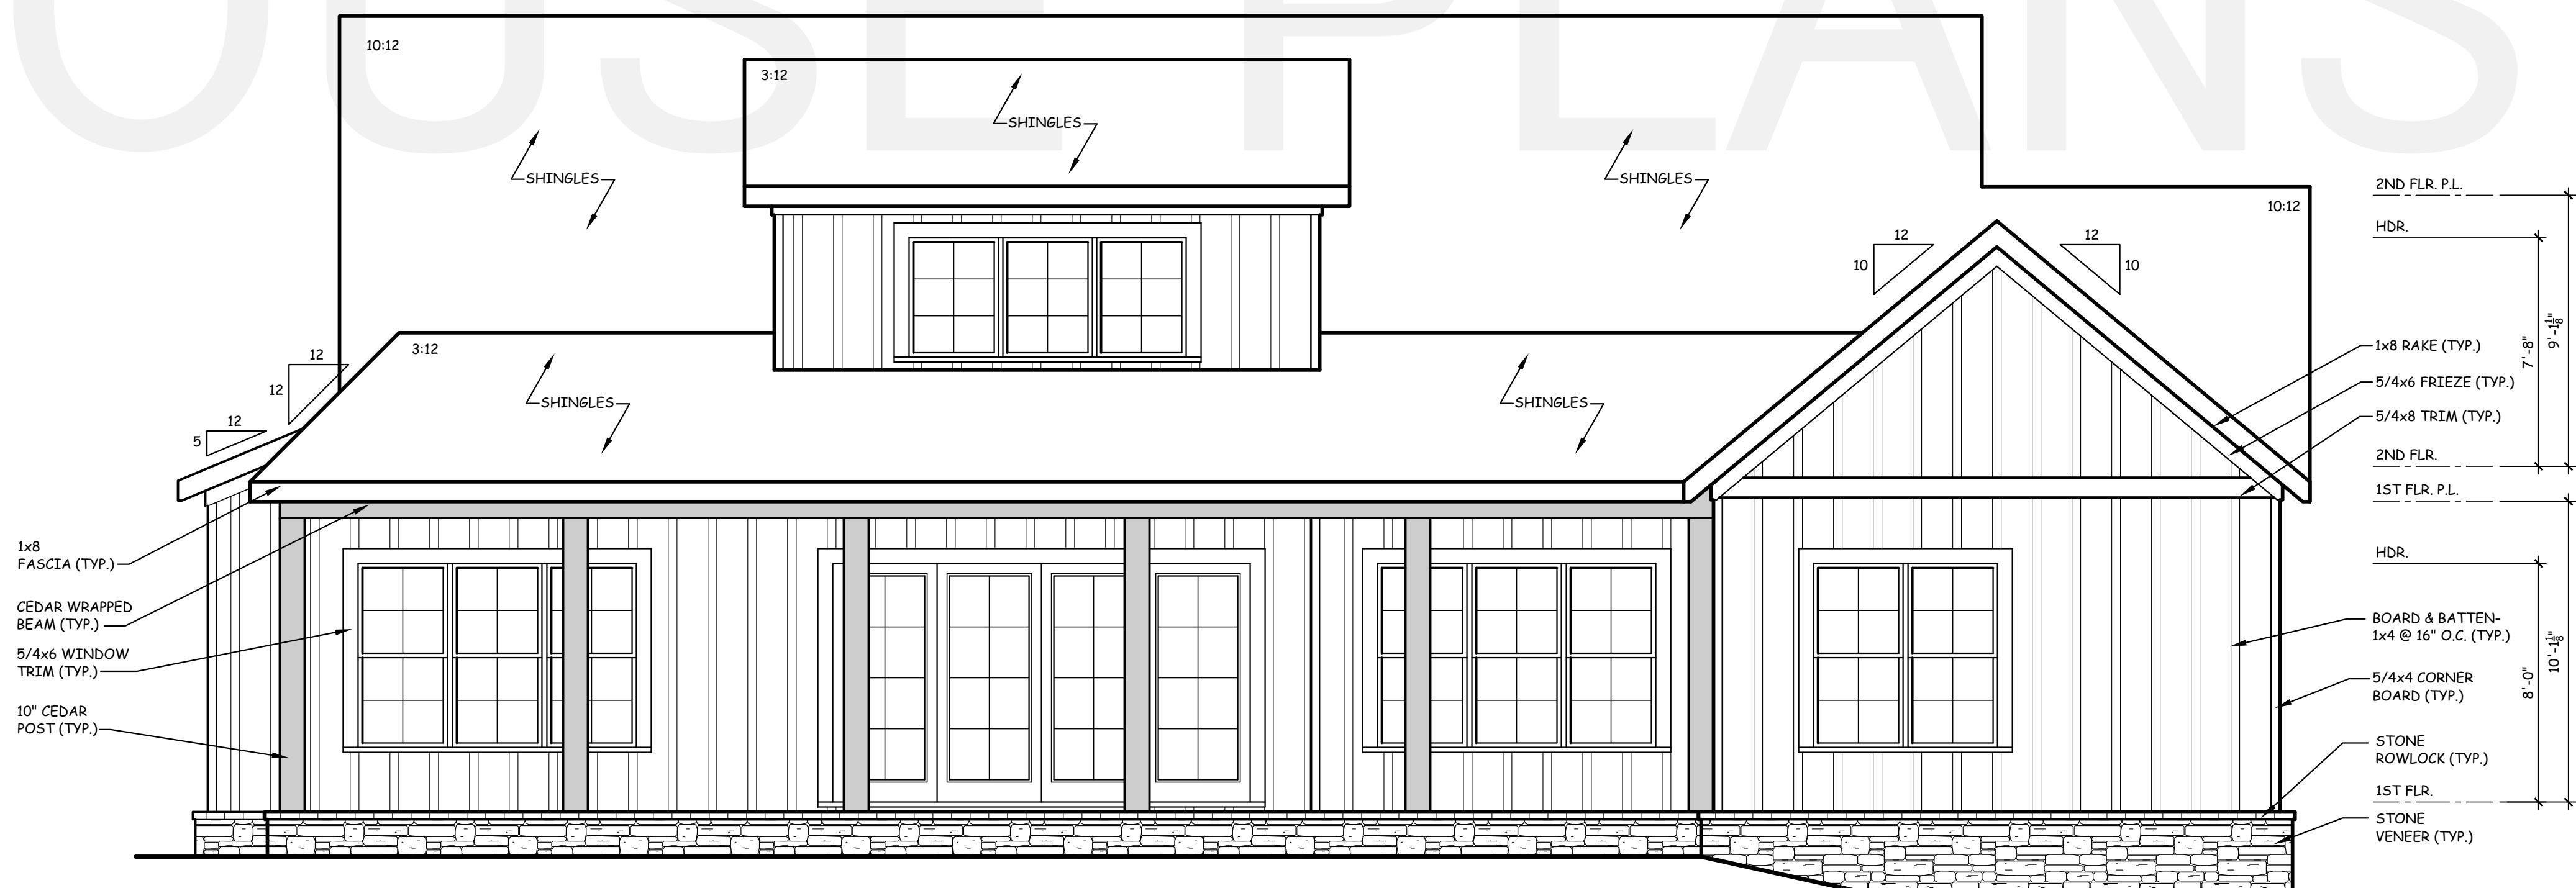 OUSE PLANS
10:12
3:12
SHINGLES
SHINGLES
SHINGLES
2ND FLR. P.L.
10:12
HDR.
12
10
12
10
1x8 RAKE (TYP.)
7'-8"
9'-1 1/8"
3:12
12
12
5/4x6 FRIEZE (TYP.)
SHINGLES
SHINGLES
5/4x8 TRIM (TYP.)
12
5
2ND FLR.
1ST FLR. P.L.
1x8
FASCIA (TYP.)
HDR.
CEDAR WRAPPED
BEAM (TYP.)
BOARD & BATTEN-
1x4 @ 16" O.C. (TYP.)
10'-1 1/8"
5/4x6 WINDOW
TRIM (TYP.)
5/4x4 CORNER
BOARD (TYP.)
8'-0"
10" CEDAR
POST (TYP.)
STONE
ROWLOCK (TYP.)
1ST FLR.
STONE
VENEER (TYP.)